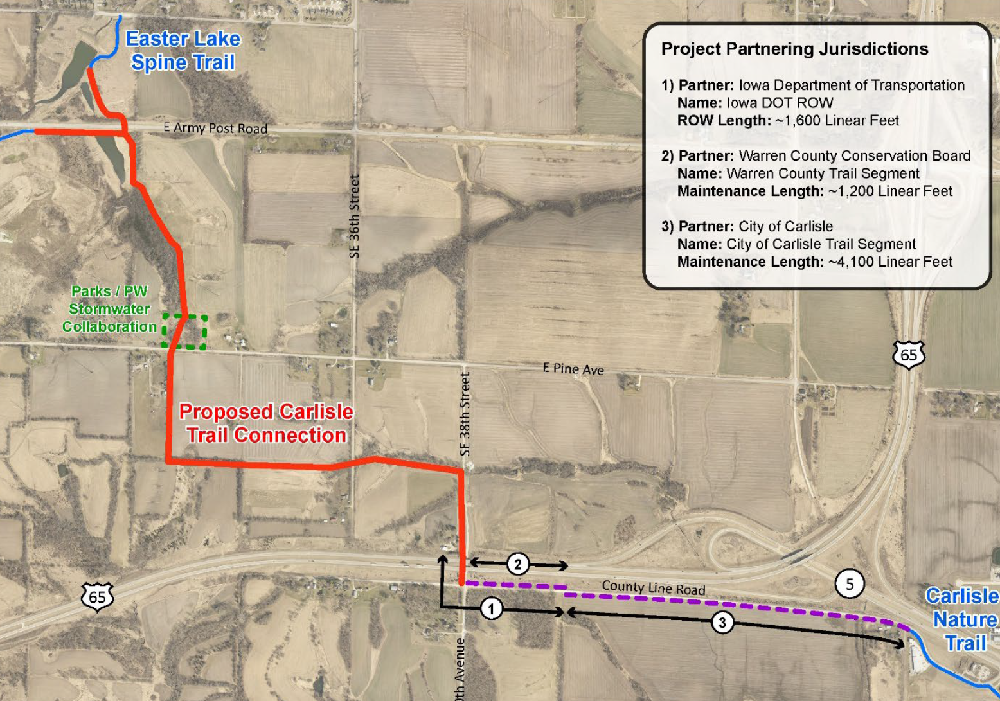 Easter Lake
Spine Trail
Project Partnering Jurisdictions
1) Partner: Iowa Department of Transportation
Name: Iowa DOT ROW
ROW Length: ~1,600 Linear Feet
2) Partner: Warren County Conservation Board
Name: Warren County Trail Segment
Maintenance Length: ~1,200 Linear Feet
3) Partner: City of Carlisle
Name: City of Carlisle Trail Segment
Maintenance Length: ~4,100 Linear Feet
E Army Post Road
SE 36th Street
Parks / PW
Stormwater
Collaboration
65
E Pine Ave
SE 38th Street
Proposed Carlisle
Trail Connection
2
County Line Road
5
65
1
3
Carlisle
Nature
Trail
Avenue